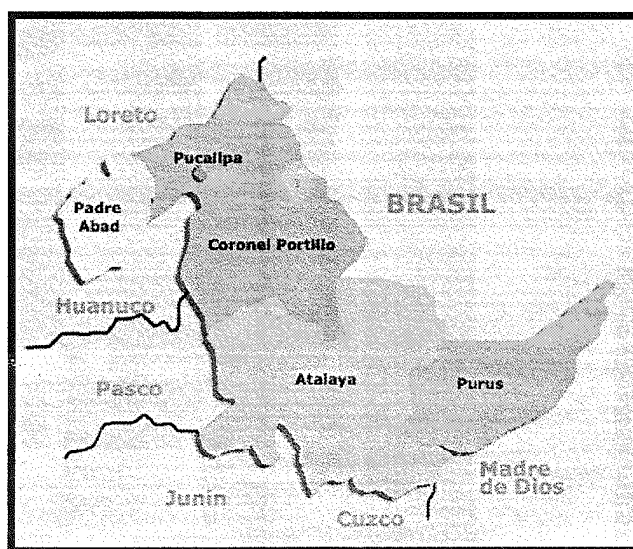 Loreto
Pucallpa
Padre
Abad
BRASIL
Coronel Portillo
Huanuco
Atalaya
Purus
Pasco
Madre
de Dios
Junin
Cuzco